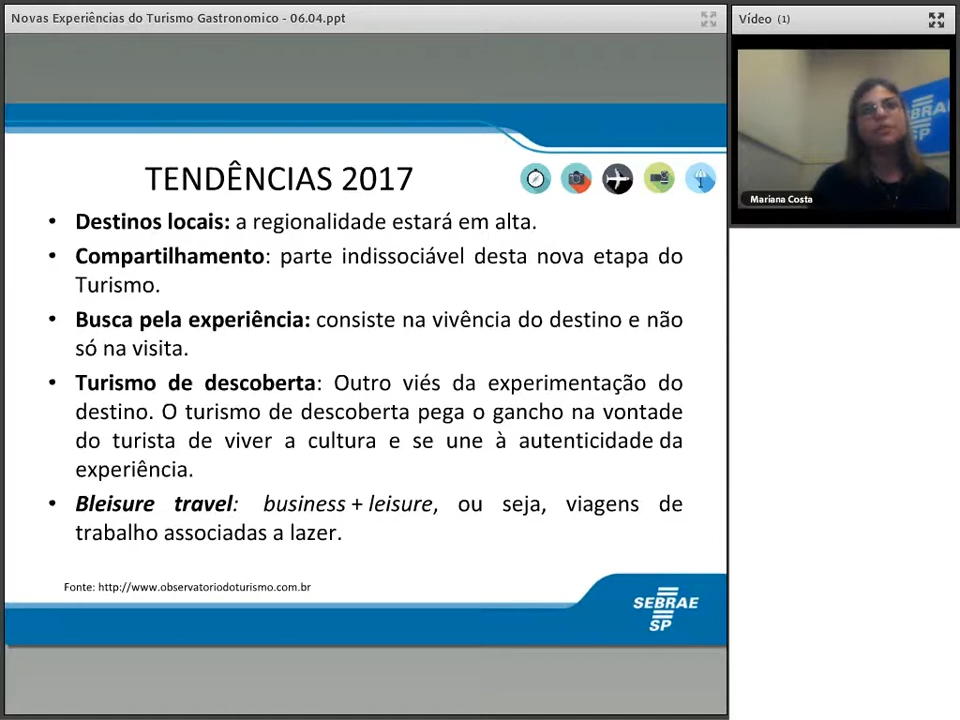 Novas Experiências do Turismo Gastronomico - 06.04.ppt
Vídeo (1)
TENDÊNCIAS 2017
• Destinos locais: a regionalidade estará em alta.
• Compartilhamento: parte indissociável desta nova etapa do
Turismo.
• Busca pela experiência: consiste na vivência do destino e não
só na visita.
• Turismo de descoberta: Outro viés da experimentação do
destino. O turismo de descoberta pega o gancho na vontade
do turista de viver a cultura e se une à autenticidade da
experiência.
• Bleisure travel: business + leisure, ou seja, viagens de
trabalho associadas a lazer.
Fonte: http://www.observatoriodoturismo.com.br
SEBRAE
SP
EBRAE
SP
Mariana Costa